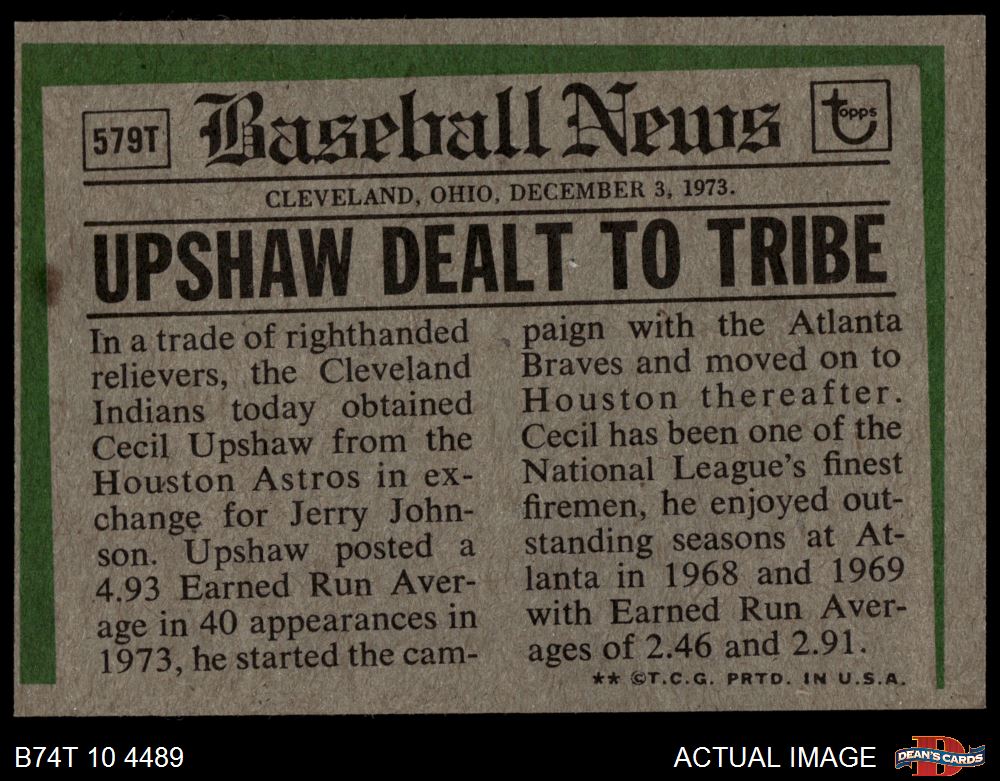 579T
Baseball News
topps
CLEVELAND, OHIO, DECEMBER 3, 1973.
UPSHAW DEALT TO TRIBE
In a trade of righthanded
relievers, the Cleveland
Indians today obtained
Cecil Upshaw from the
Houston Astros in ex-
change for Jerry John-
son. Upshaw posted a
4.93 Earned Run Aver-
age in 40 appearances in
1973, he started the cam-
paign with the Atlanta
Braves and moved on to
Houston thereafter.
Cecil has been one of the
National League's finest
firemen, he enjoyed out-
standing seasons at At-
lanta in 1968 and 1969
with Earned Run Aver-
ages of 2.46 and 2.91.
** ©T.C.G. PRTD. IN U.S.A.
B74T 10 4489
ACTUAL IMAGE
D
DEAN'S CARDS